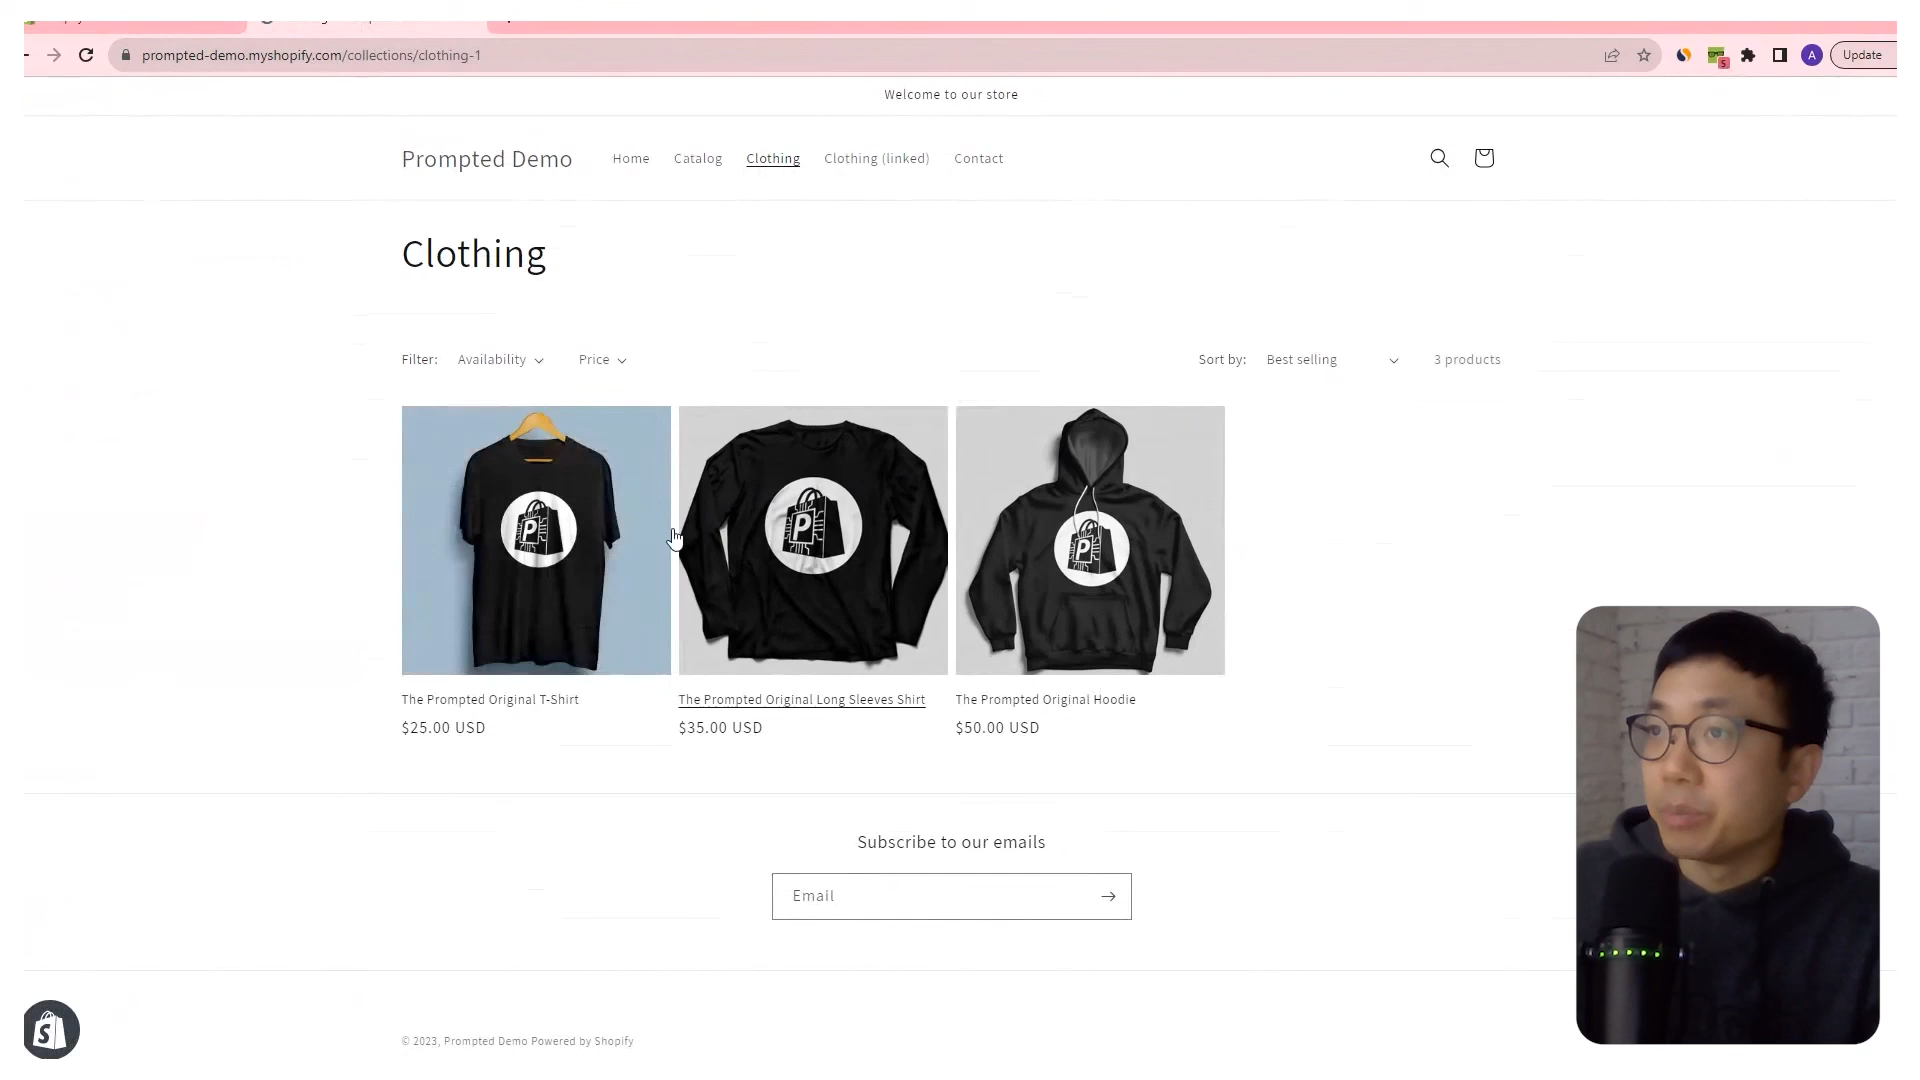 prompted-demo.myshopify.com/collections/clothing-1
S
A
Update
Welcome to our store
Prompted Demo
Home
Catalog
Clothing
Clothing (linked)
Contact
Clothing
Filter:
Availability
Price
Sort by:
Best selling
3 products
P
P
P
The Prompted Original T-Shirt
The Prompted Original Long Sleeves Shirt
The Prompted Original Hoodie
$25.00 USD
$35.00 USD
$50.00 USD
Subscribe to our emails
Email
S
© 2023, Prompted Demo Powered by Shopify